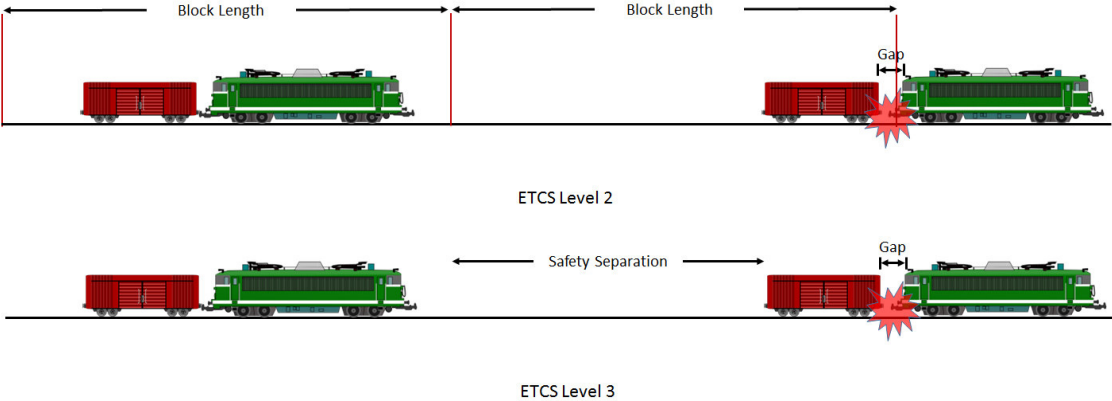 Block Length
Block Length
Gap
ETCS Level 2
Safety Separation
Gap
ETCS Level 3